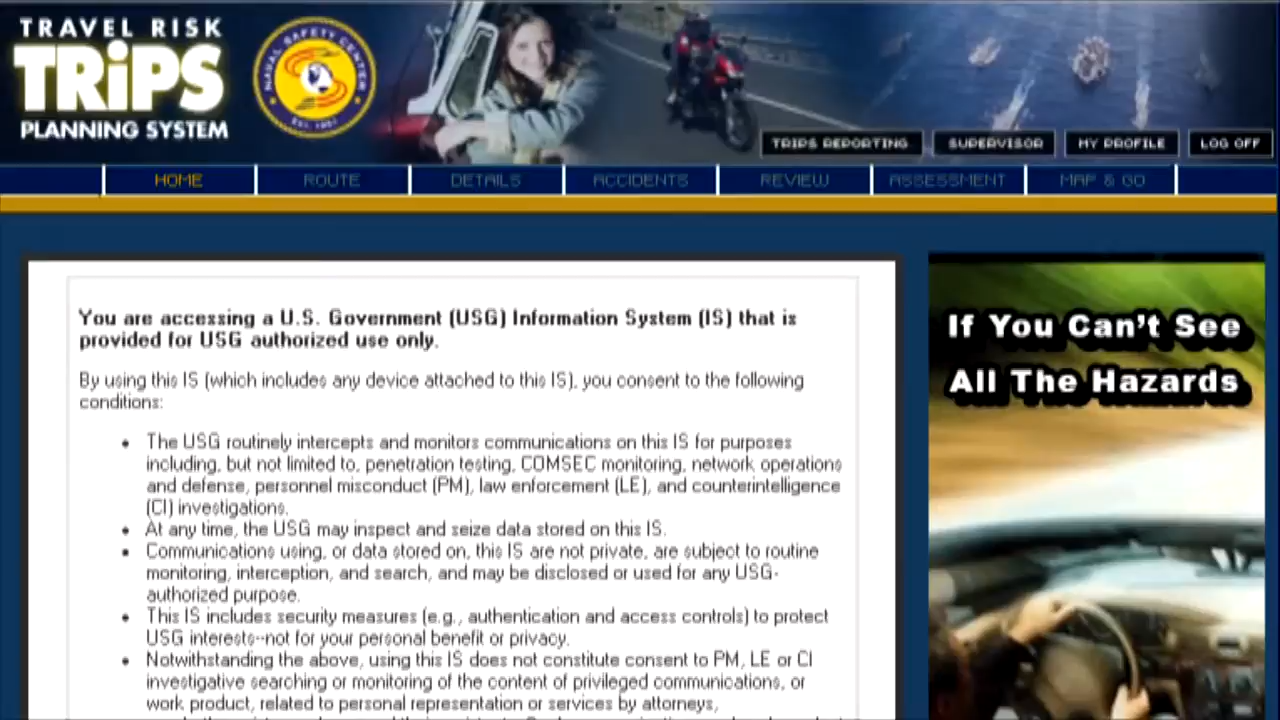 TRAVEL RISK
TRiPS
PLANNING SYSTEM
NAVAL SAFETY CENTER
TRIPS REPORTING
SUPERVISOR
MY PROFILE
LOG OFF
HOME
ROUTE
DETAILS
ACCIDENTS
REVIEW
ASSESSMENT
MAP & GO
You are accessing a U.S. Government (USG) Information System (IS) that is
provided for USG authorized use only.
By using this IS (which includes any device attached to this IS), you consent to the following
conditions:
• The USG routinely intercepts and monitors communications on this IS for purposes
including, but not limited to, penetration testing, COMSEC monitoring, network operations
and defense, personnel misconduct (PM), law enforcement (LE), and counterintelligence
(CI) investigations.
• At any time, the USG may inspect and seize data stored on this IS.
• Communications using, or data stored on, this IS are not private, are subject to routine
monitoring, interception, and search, and may be disclosed or used for any USG-
authorized purpose.
• This IS includes security measures (e.g., authentication and access controls) to protect
USG interests--not for your personal benefit or privacy.
• Notwithstanding the above, using this IS does not constitute consent to PM, LE or CI
investigative searching or monitoring of the content of privileged communications, or
work product, related to personal representation or services by attorneys,
If You Can't See
All The Hazards